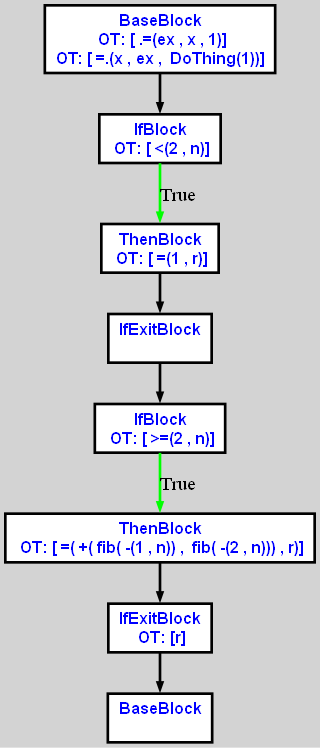 BaseBlock
OT: [ .=(ex , x , 1)]
OT: [ =.(x , ex , DoThing(1))]
IfBlock
OT: [ <(2 , n)]
True
ThenBlock
OT: [ =(1 , r)]
IfExitBlock
IfBlock
OT: [ >=(2 , n)]
True
ThenBlock
OT: [ =( +( fib( -(1 , n)) , fib( -(2 , n))) , r)]
IfExitBlock
OT: [r]
BaseBlock